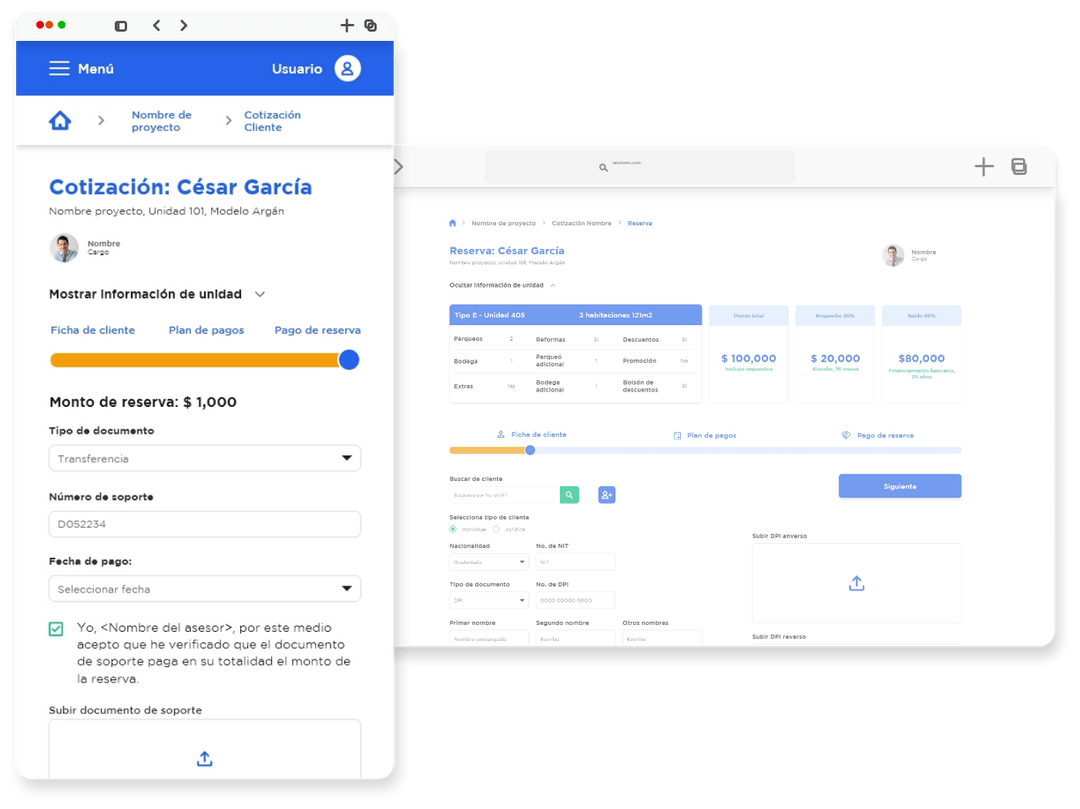 Menú
Usuario
Nombre de
proyecto
Cotización
Cliente
Cotización: César García
Nombre proyecto, Unidad 101, Modelo Argán
Nombre
Cargo
Mostrar información de unidad
Ficha de cliente
Plan de pagos
Pago de reserva
Monto de reserva: $ 1,000
Tipo de documento
Transferencia
Número de soporte
D052234
Fecha de pago:
Seleccionar fecha
Yo, <Nombre del asesor>, por este medio
acepto que he verificado que el documento
de soporte paga en su totalidad el monto de
la reserva.
Subir documento de soporte
Nombre de proyecto
Cotización Nombre
Reserva
Reserva: César García
Nombre proyecto, Unidad 101, Modelo Argán
Nombre
Cargo
Ocultar información de unidad
Tipo E - Unidad 405 3 habitaciones 121m2
Parqueos 2 Reformas Sí Descuentos Sí
Bodega 1 Parqueo adicional 1 Promoción No
Extras No Bodega adicional 1 Bolsón de descuentos Sí
Precio total
$ 100,000
Incluye impuestos
Enganche 20%
$ 20,000
Saldo 80%
$80,000
Financiamiento bancario,
25 años
Ficha de cliente
Plan de pagos
Pago de reserva
Buscar de cliente
Búsqueda por No. de NIT
Siguiente
Selecciona tipo de cliente
Individual
Jurídico
Nacionalidad
No. de NIT
Guatemala
NIT
Tipo de documento
No. de DPI
DPI
0000 00000 0000
Primer nombre
Segundo nombre
Otros nombres
Nombre precargado
Escriba
Escriba
Subir DPI anverso
Subir DPI reverso